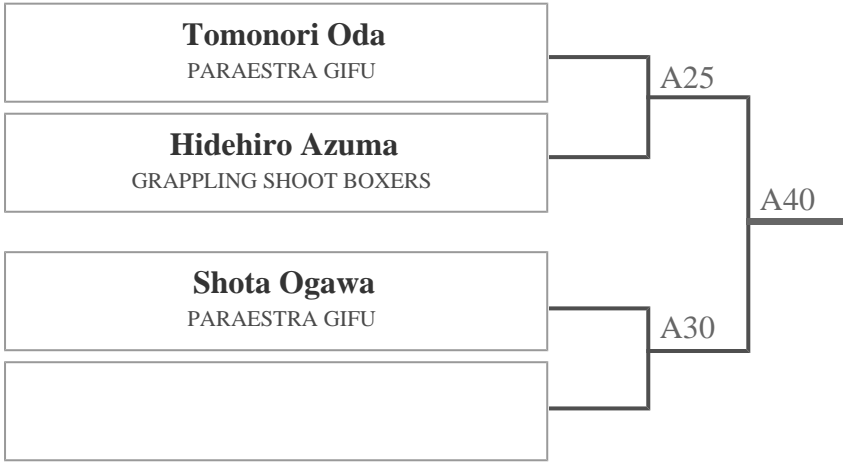 Tomonori Oda
PARAESTRA GIFU
A25
Hidehiro Azuma
GRAPPLING SHOOT BOXERS
A40
Shota Ogawa
PARAESTRA GIFU
A30